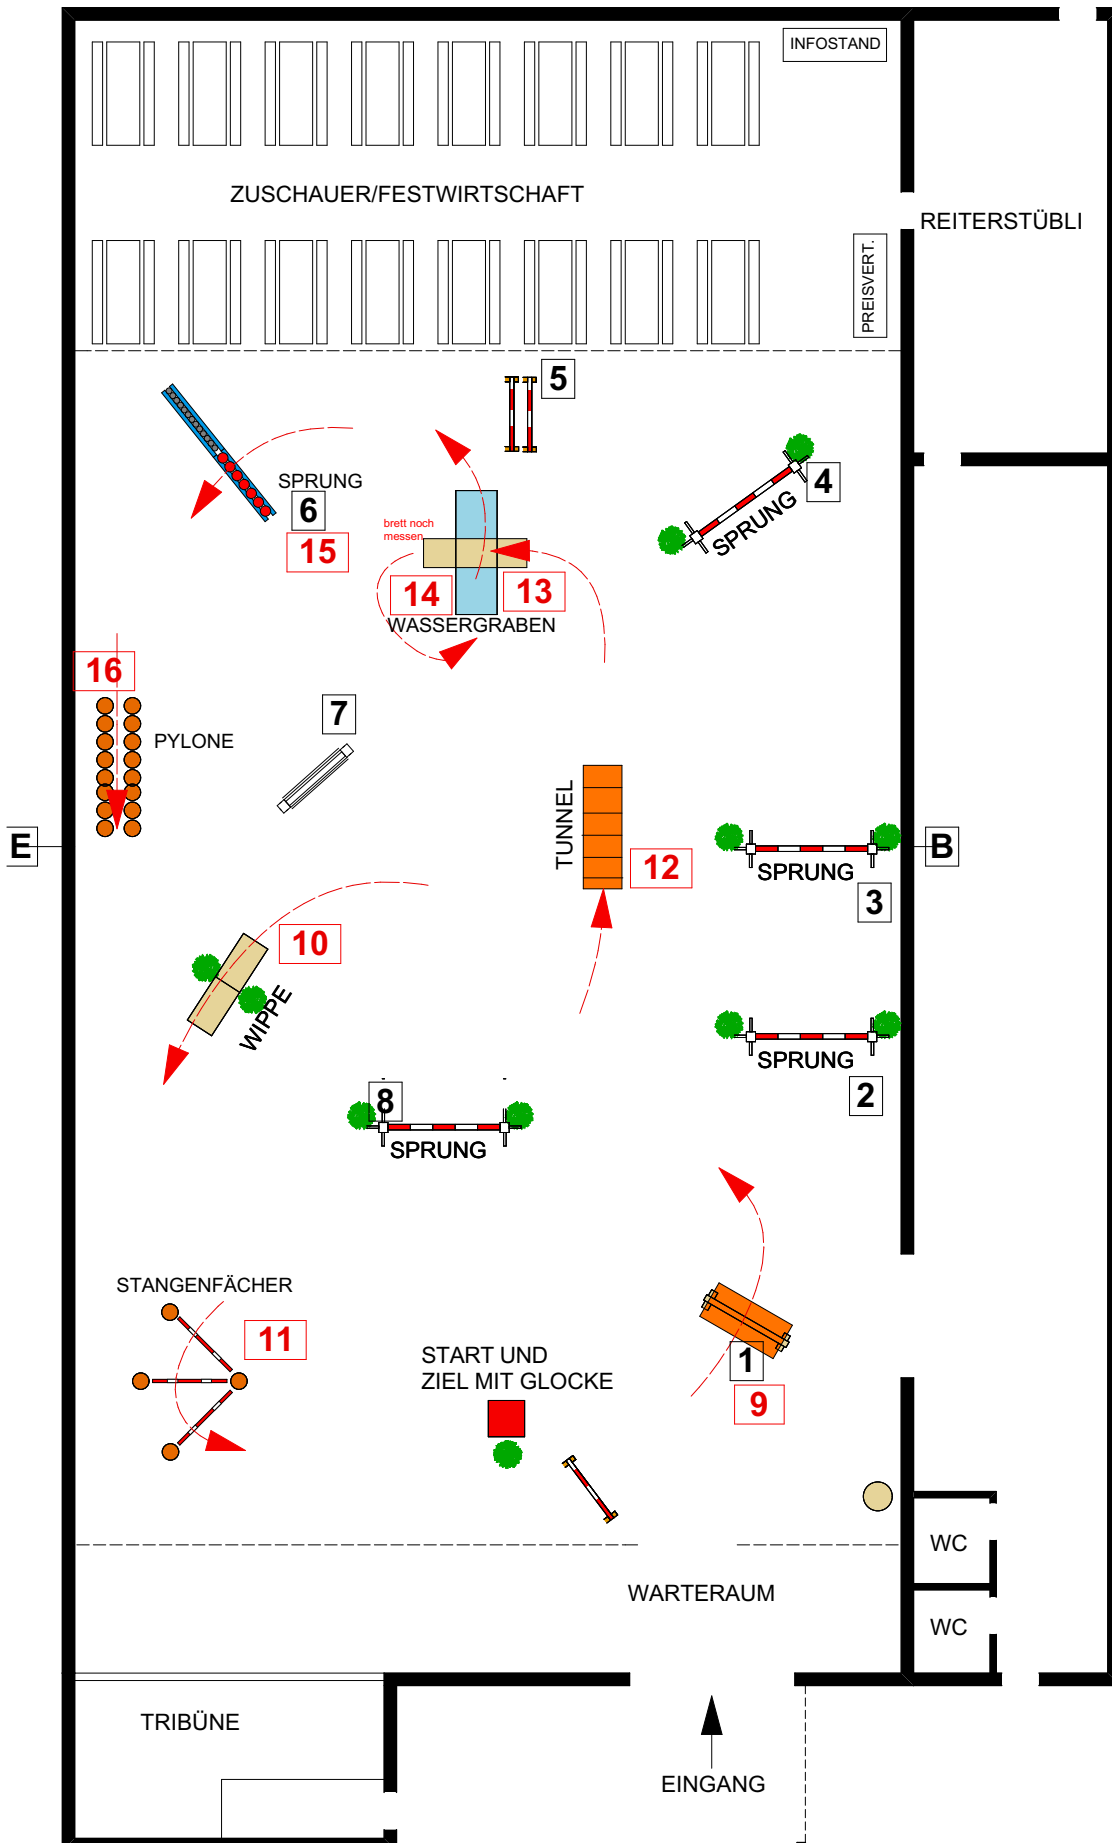 INFOSTAND
ZUSCHAUER/FESTWIRTSCHAFT
REITERSTÜBLI
PREISVERT.
5
SPRUNG
6
15
4
SPRUNG
brett noch
messen
14
13
WASSERGRABEN
16
7
PYLONE
TUNNEL
12
E
B
SPRUNG
3
10
WIPPE
SPRUNG
2
8
SPRUNG
STANGENFÄCHER
11
START UND
ZIEL MIT GLOCKE
1
9
WC
WARTERAUM
WC
TRIBÜNE
EINGANG